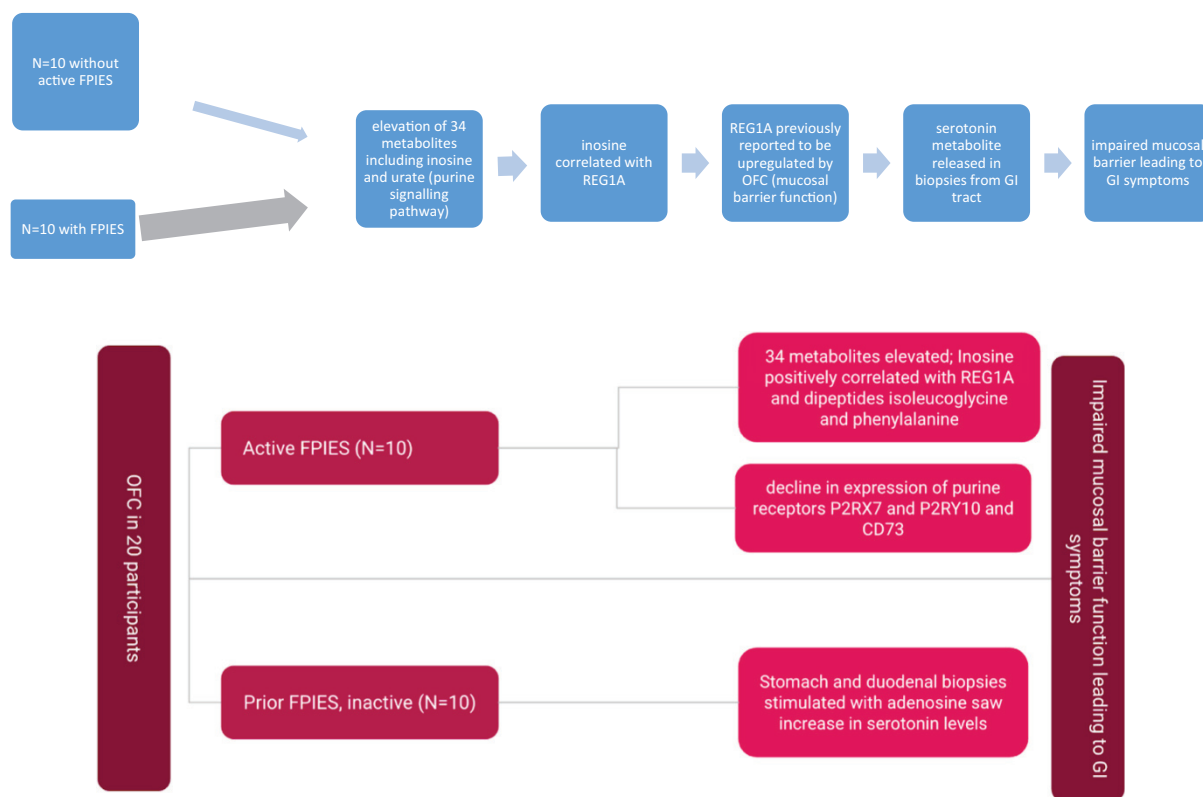 N=10 without
active FPIES
N=10 with FPIES
elevation of 34
metabolites
including inosine
and urate (purine
signalling
pathway)
inosine
correlated with
REG1A
REG1A previously
reported to be
upregulated by
OFC (mucosal
barrier function)
serotonin
metabolite
released in
biopsies from GI
tract
impaired mucosal
barrier leading to
GI symptoms
OFC in 20 participants
Active FPIES (N=10)
34 metabolites elevated; Inosine
positively correlated with REG1A
and dipeptides isoleucoglycine
and phenylalanine
decline in expression of purine
receptors P2RX7 and P2RY10 and
CD73
Prior FPIES, inactive (N=10)
Stomach and duodenal biopsies
stimulated with adenosine saw
increase in serotonin levels
Impaired mucosal barrier function leading to GI
symptoms